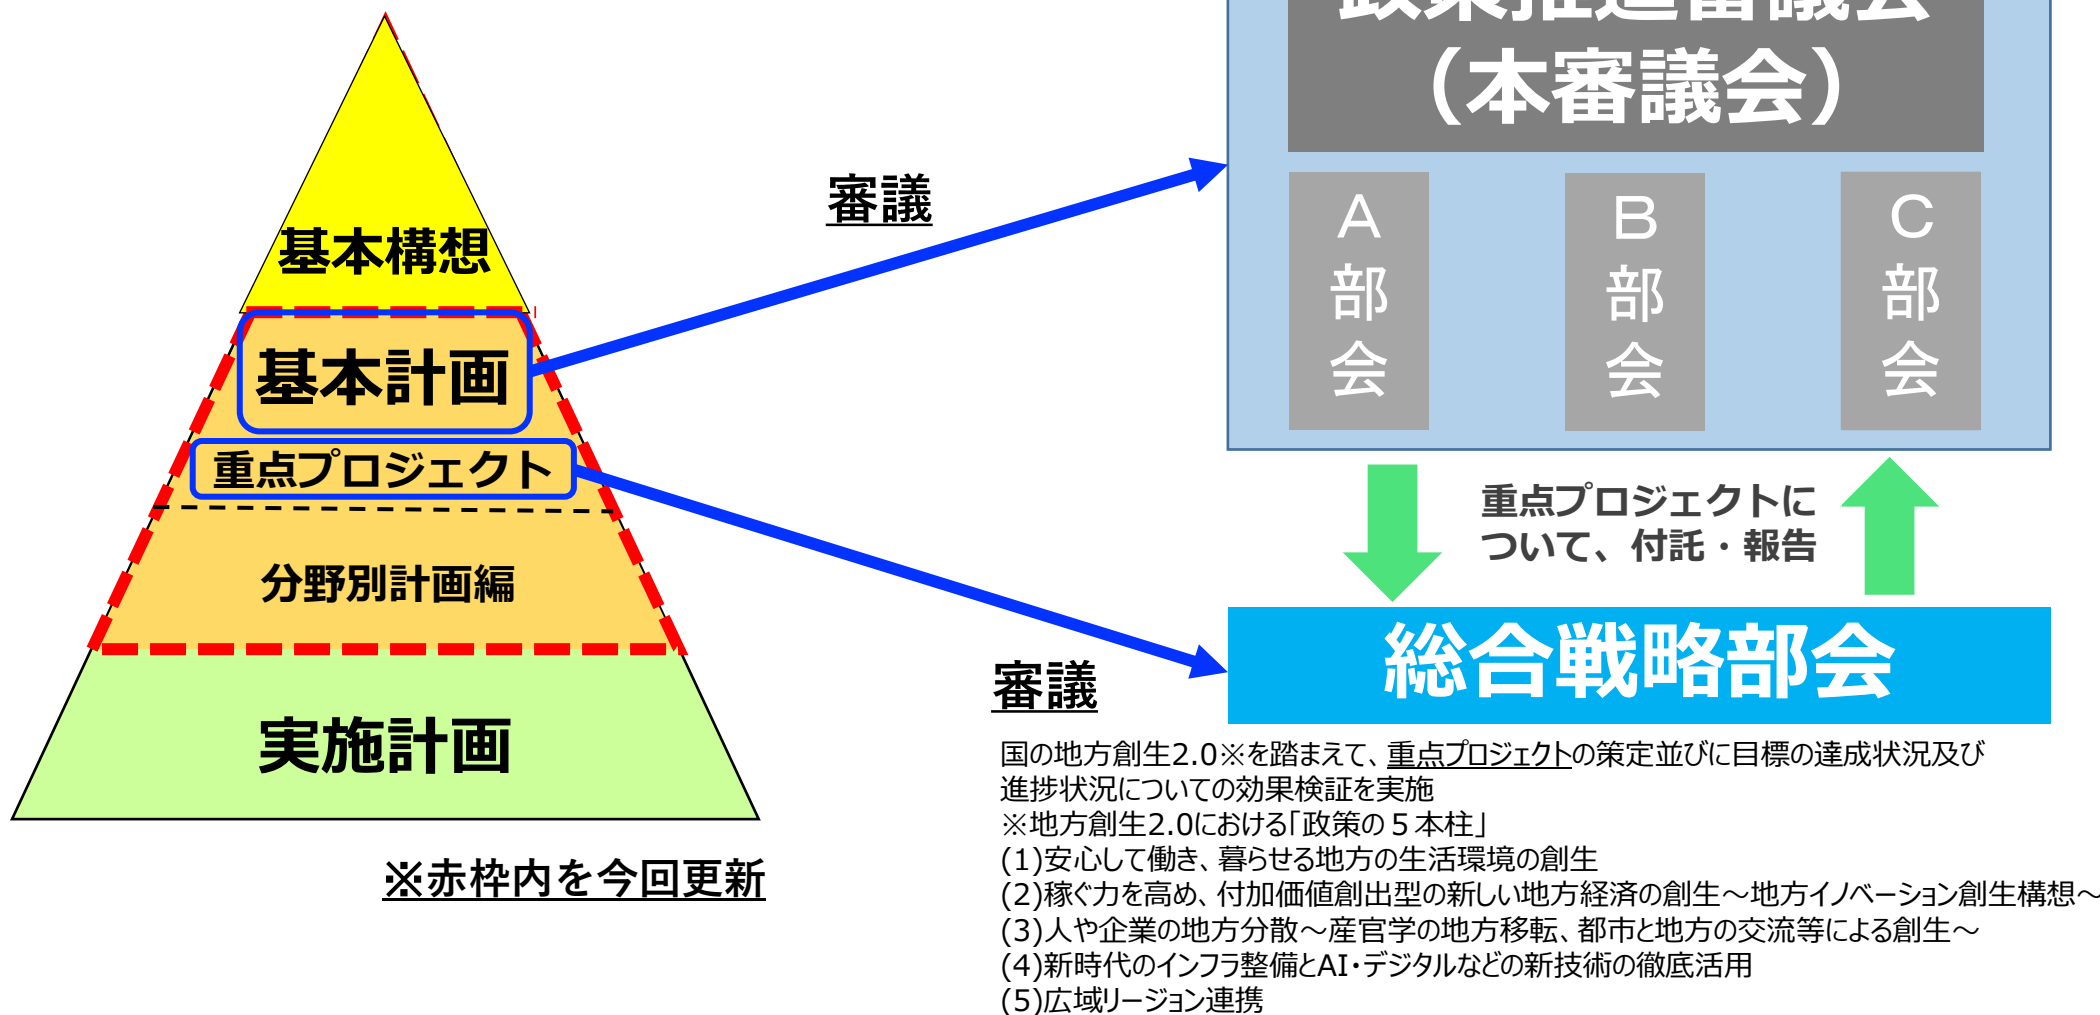 政策推進審議会
（本審議会）
A部会
B部会
C部会
審議
基本構想
基本計画
重点プロジェクト
分野別計画編
実施計画
※赤枠内を今回更新
重点プロジェクトに
ついて、付託・報告
総合戦略部会
審議
国の地方創生2.0※を踏まえて、重点プロジェクトの策定並びに目標の達成状況及び
進捗状況についての効果検証を実施
※地方創生2.0における「政策の５本柱」
(1)安心して働き、暮らせる地方の生活環境の創生
(2)稼ぐ力を高め、付加価値創出型の新しい地方経済の創生～地方イノベーション創生構想～
(3)人や企業の地方分散～産官学の地方移転、都市と地方の交流等による創生～
(4)新時代のインフラ整備とAI・デジタルなどの新技術の徹底活用
(5)広域リージョン連携